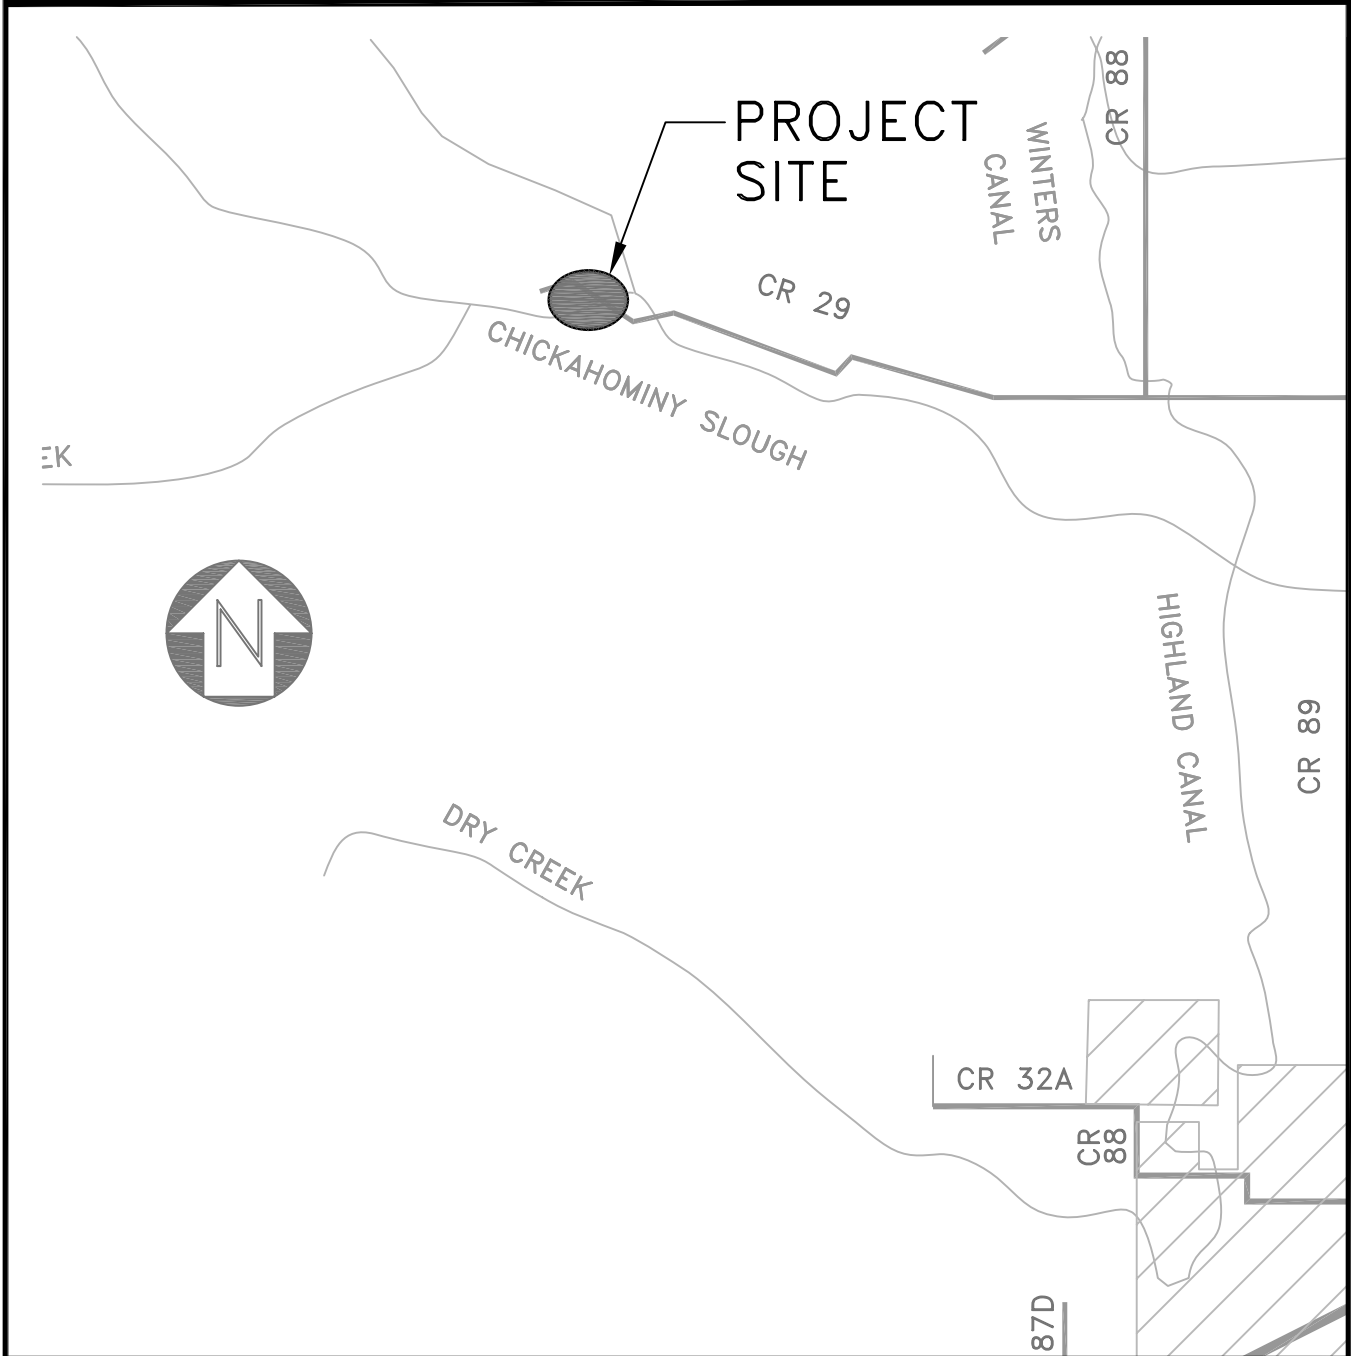 CR 88
PROJECT
SITE
WINTERS
CANAL
CR 29
CHICKAHOMINY SLOUGH
EK
N
HIGHLAND CANAL
CR 89
DRY CREEK
CR 32A
CR
88
87D